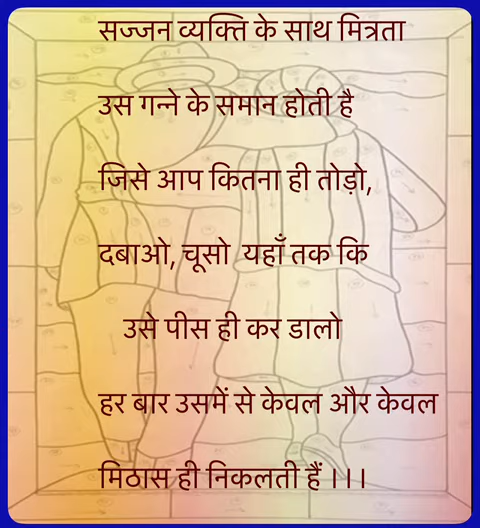 सज्जन व्यक्ति के साथ मित्रता
उस गन्ने के समान होती है
जिसे आप कितना ही तोड़ो,
दबाओ, चूसो यहाँ तक कि
उसे पीस ही कर डालो
हर बार उसमें से केवल और केवल
मिठास ही निकलती हैं ।।।